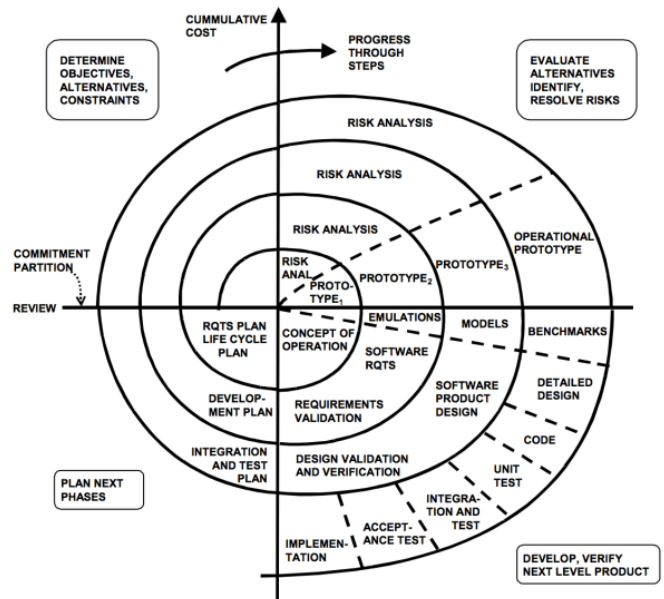 CUMMULATIVE
COST
PROGRESS
THROUGH
STEPS
DETERMINE
OBJECTIVES,
ALTERNATIVES,
CONSTRAINTS
EVALUATE
ALTERNATIVES
IDENTIFY,
RESOLVE RISKS
RISK ANALYSIS
RISK ANALYSIS
RISK ANALYSIS
RISK
ANAL.
PROTO-
TYPE1
PROTOTYPE2
PROTOTYPE3
OPERATIONAL
PROTOTYPE
COMMITMENT
PARTITION
REVIEW
EMULATIONS
MODELS
BENCHMARKS
RQTS PLAN
LIFE CYCLE
PLAN
CONCEPT OF
OPERATION
SOFTWARE
RQTS
SOFTWARE
PRODUCT
DESIGN
DETAILED
DESIGN
DEVELOP-
MENT PLAN
REQUIREMENTS
VALIDATION
CODE
INTEGRATION
AND TEST
PLAN
DESIGN VALIDATION
AND VERIFICATION
UNIT
TEST
INTEGRA-
TION AND
TEST
ACCEPT-
ANCE TEST
IMPLEMEN-
TATION
PLAN NEXT
PHASES
DEVELOP, VERIFY
NEXT LEVEL PRODUCT